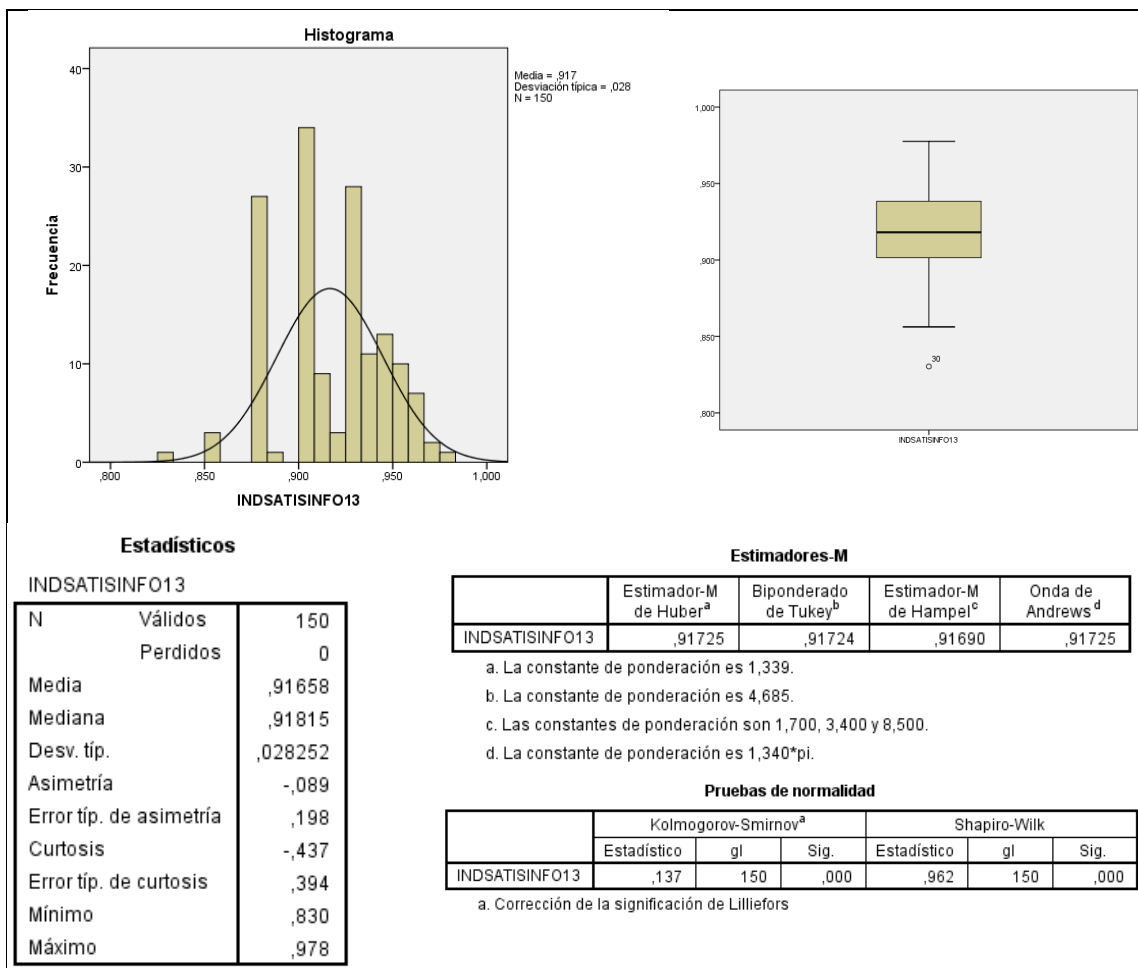 Histograma
Media = ,917
Desviación típica = ,028
N = 150
40
30
20
10
0
Frecuencia
,800 ,850 ,900 ,950 1,000
INDSATISINFO13
1,000
,950
,900
,850
,800
30
INDSATISINFO13
Estadísticos
INDSATISINFO13
N Válidos 150
Perdidos 0
Media ,91658
Mediana ,91815
Desv. típ. ,028252
Asimetría -,089
Error típ. de asimetría ,198
Curtosis -,437
Error típ. de curtosis ,394
Mínimo ,830
Máximo ,978
Estimadores-M
Estimador-M de Huber a Biponderado de Tukey b Estimador-M de Hampel c Onda de Andrews d
INDSATISINFO13 ,91725 ,91724 ,91690 ,91725
a. La constante de ponderación es 1,339.
b. La constante de ponderación es 4,685.
c. Las constantes de ponderación son 1,700, 3,400 y 8,500.
d. La constante de ponderación es 1,340*pi.
Pruebas de normalidad
Kolmogorov-Smirnov a Shapiro-Wilk
Estadístico gl Sig. Estadístico gl Sig.
INDSATISINFO13 ,137 150 ,000 ,962 150 ,000
a. Corrección de la significación de Lilliefors